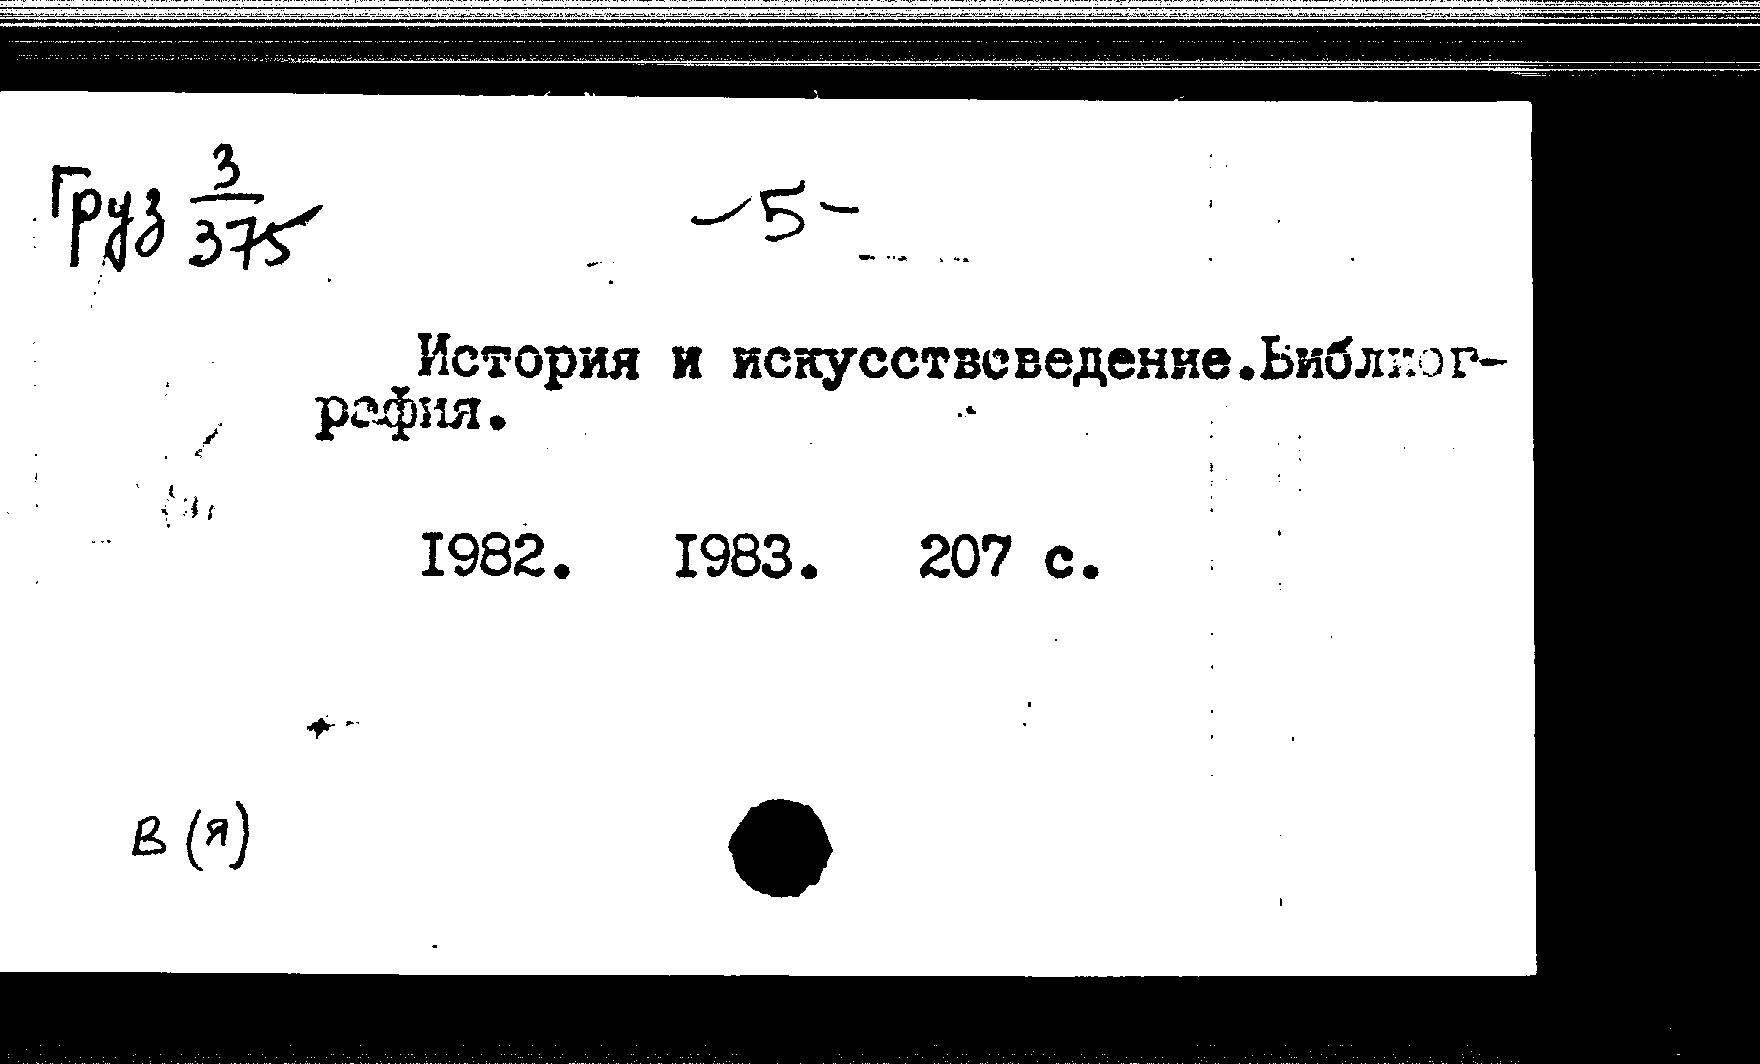 Груз 3/375
-5-
История и искусствоведение.Библиог-
рафия.
1982. 1983. 207 с.
В (я)